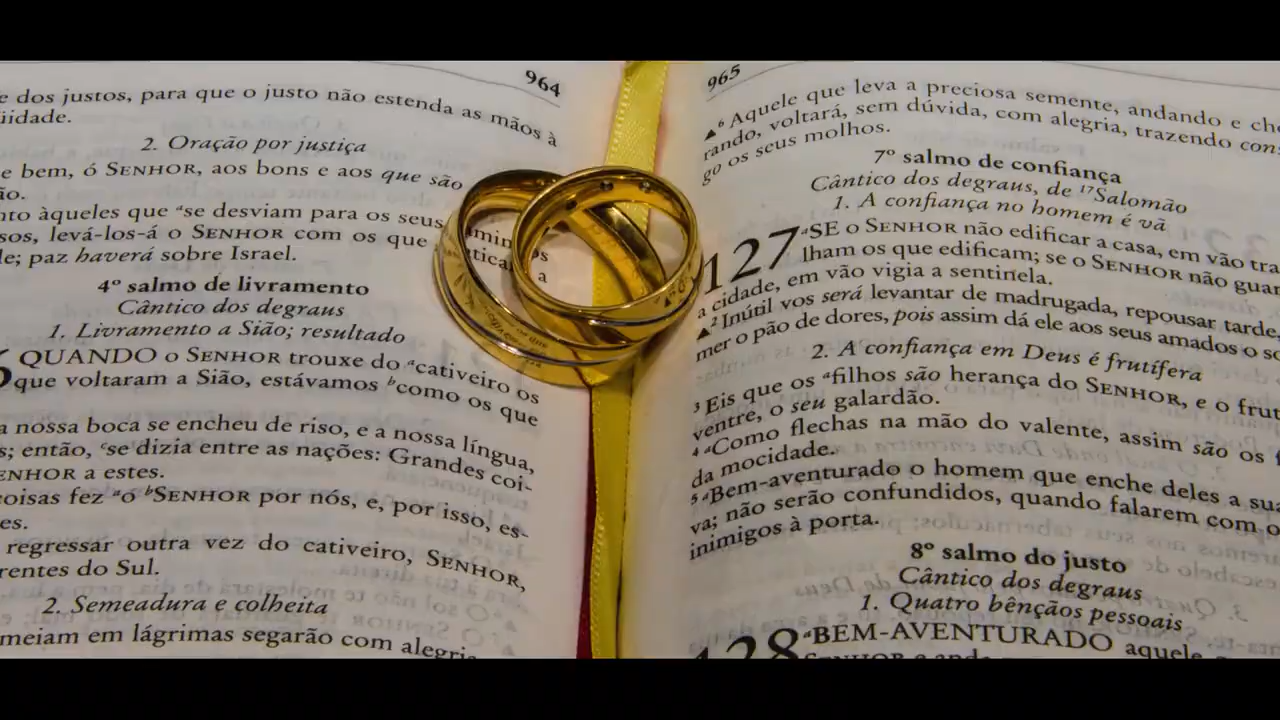 964
e dos justos, para que o justo não estenda as mãos à
üidade.
2. Oração por justiça
e bem, ó SENHOR, aos bons e aos que são
ão.
nto àqueles que ᵃse desviam para os seus
sos, levá-los-á o SENHOR com os que
le; paz haverá sobre Israel.
4º salmo de livramento
Cântico dos degraus
1. Livramento a Sião; resultado
6 QUANDO o SENHOR trouxe do ᵃcativeiro os
que voltaram a Sião, estávamos ᵇcomo os que
a nossa boca se encheu de riso, e a nossa língua,
s; então, ᶜse dizia entre as nações: Grandes coi-
ENHOR a estes.
coisas fez ᵃo ᵇSENHOR por nós, e, por isso, es-
es.
regressar outra vez do cativeiro, SENHOR,
rentes do Sul.
2. Semeadura e colheita
meiam em lágrimas segarão com alegria
965
▲⁶ Aquele que leva a preciosa semente, andando e cho
rando, voltará, sem dúvida, com alegria, trazendo cons
go os seus molhos.
7º salmo de confiança
Cântico dos degraus, de ¹⁷Salomão
1. A confiança no homem é vã
127 ᵃSE o SENHOR não edificar a casa, em vão tra
lham os que edificam; se o SENHOR não guar
a cidade, em vão vigia a sentinela.
▲² Inútil vos será levantar de madrugada, repousar tarde,
mer o pão de dores, pois assim dá ele aos seus amados o so
2. A confiança em Deus é frutífera
³ Eis que os ᵃfilhos são herança do SENHOR, e o frut
ventre, o seu galardão.
⁴ ᵃComo flechas na mão do valente, assim são os f
da mocidade.
⁵ ᵃBem-aventurado o homem que enche deles a sua
va; não serão confundidos, quando falarem com o
inimigos à porta.
8º salmo do justo
Cântico dos degraus
1. Quatro bênçãos pessoais
128 ᵃBEM-AVENTURADO aquele